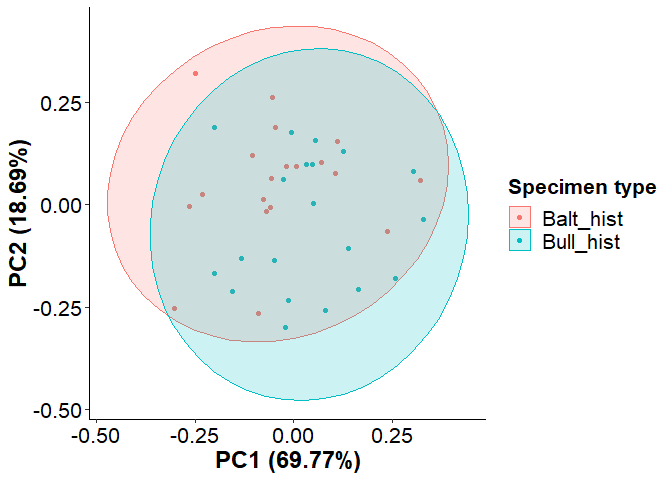 0.25
0.00
-0.25
-0.50
PC2 (18.69%)
-0.50 -0.25 0.00 0.25
PC1 (69.77%)
Specimen type
Balt_hist
Bull_hist